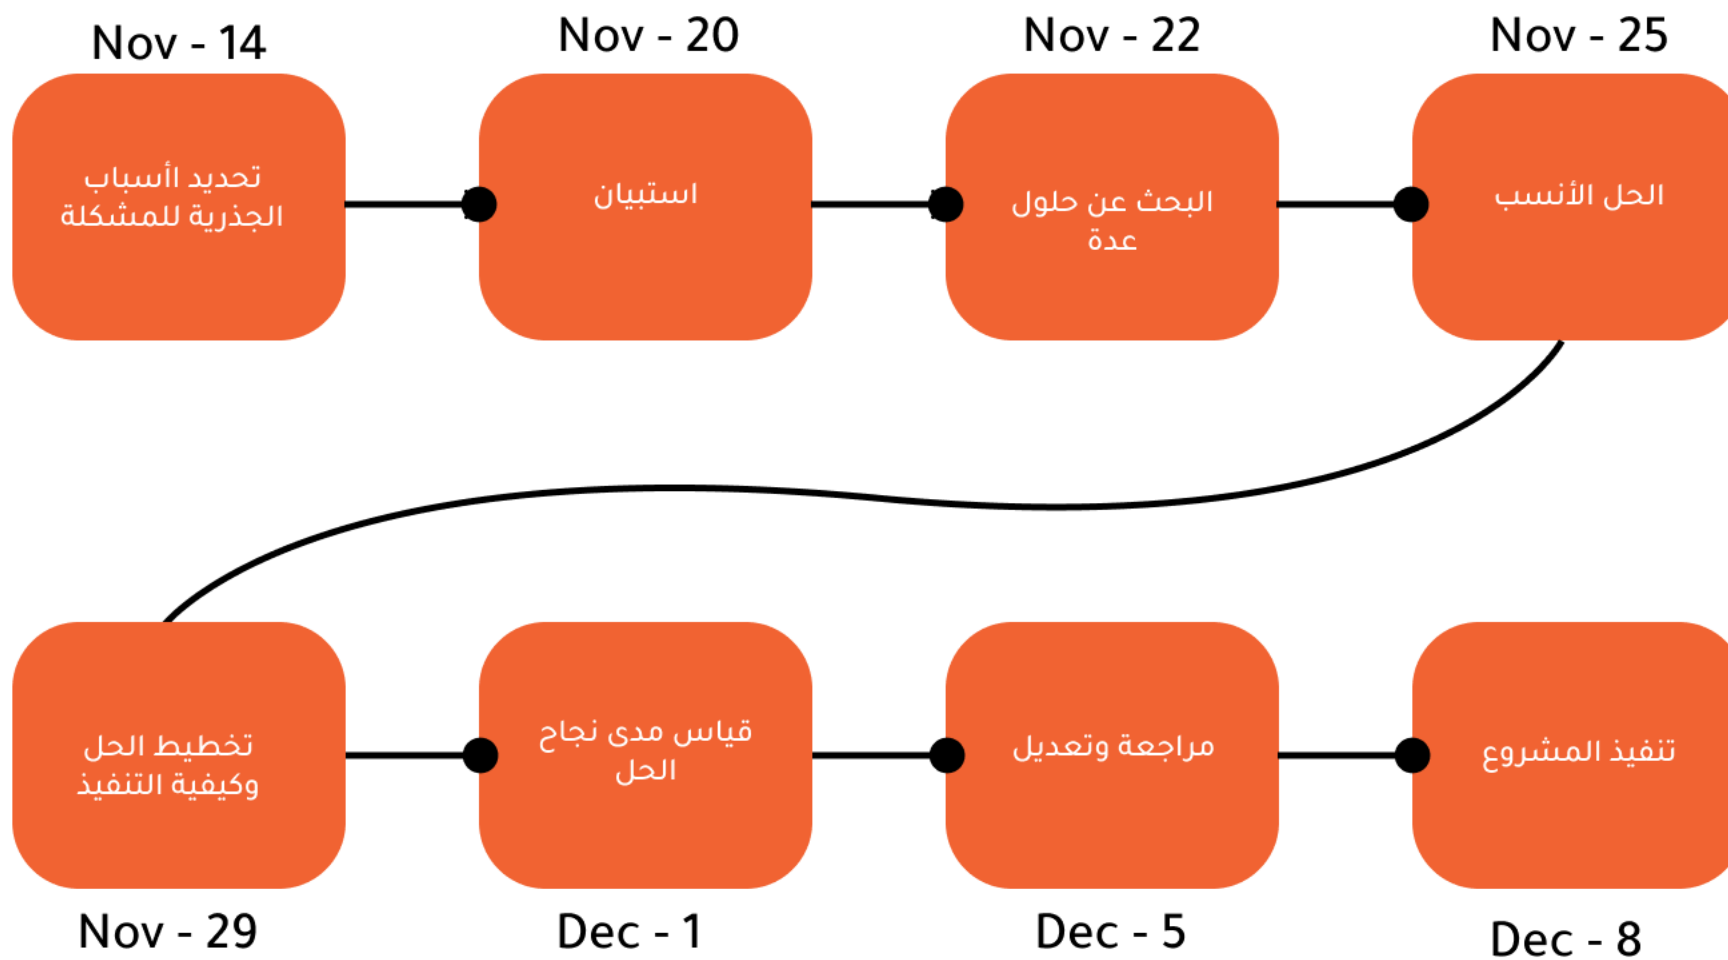 Nov - 14
تحديد اأسباب
الجذرية للمشكلة
Nov - 20
استبيان
Nov - 22
البحث عن حلول
عدة
Nov - 25
الحل الأنسب
تخطيط الحل
وكيفية التنفيذ
Nov - 29
قياس مدى نجاح
الحل
Dec - 1
مراجعة وتعديل
Dec - 5
تنفيذ المشروع
Dec - 8